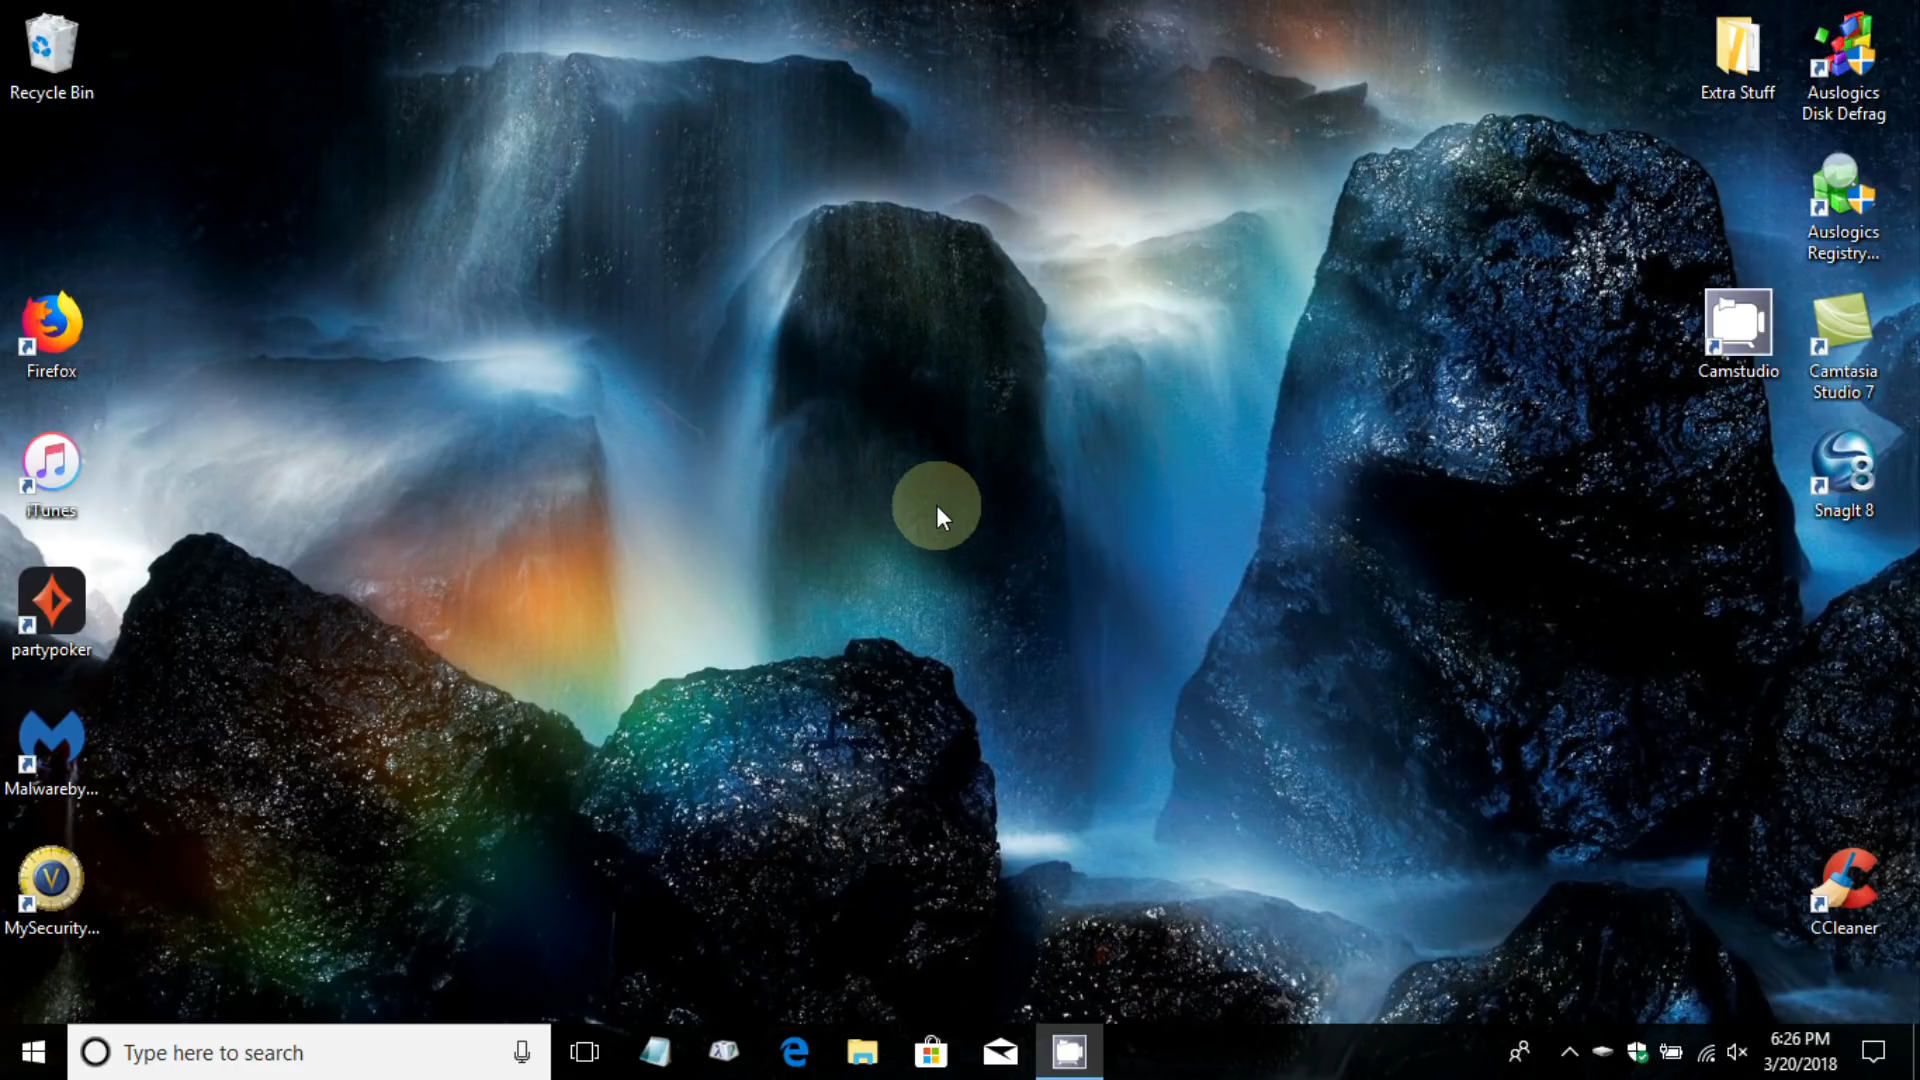 Recycle Bin
Extra Stuff
Auslogics
Disk Defrag
Auslogics
Registry...
Firefox
Camstudio
Camtasia
Studio 7
iTunes
SnagIt 8
partypoker
Malwareby...
MySecurity...
CCleaner
Type here to search
6:26 PM
3/20/2018